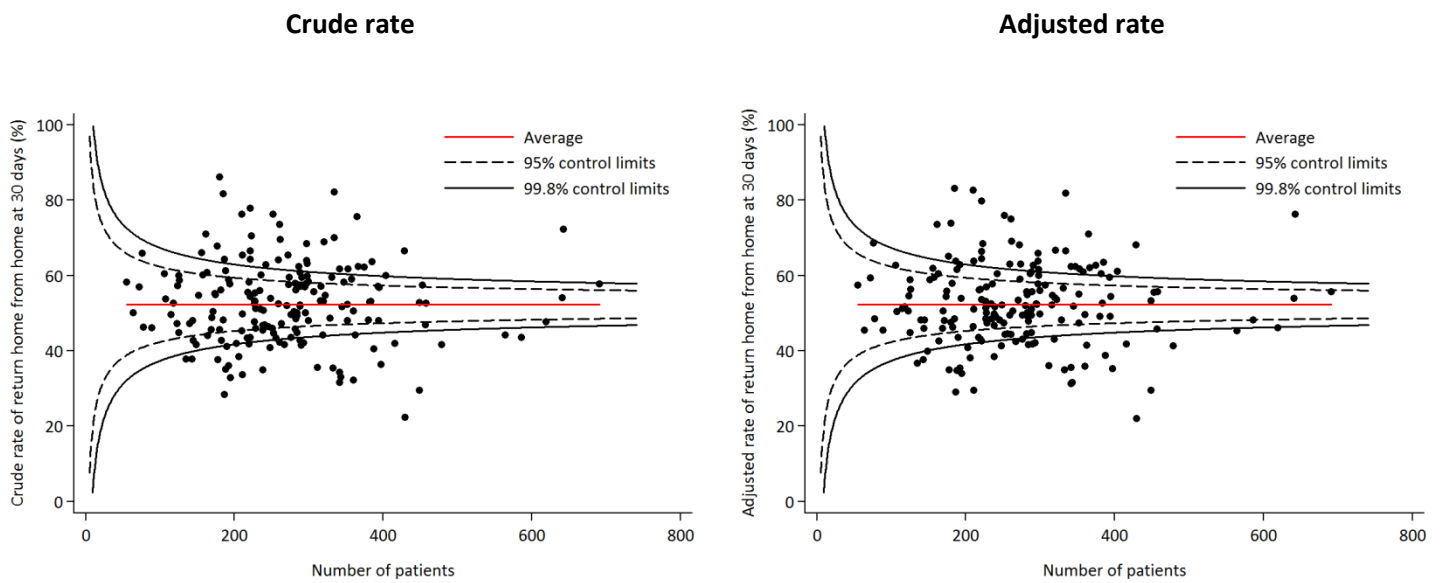 Crude rate
Adjusted rate
Crude rate of return home from home at 30 days (%)
100
80
60
40
20
0
Average
95% control limits
99.8% control limits
0
200
400
600
800
Number of patients
Adjusted rate of return home from home at 30 days (%)
100
80
60
40
20
0
Average
95% control limits
99.8% control limits
0
200
400
600
800
Number of patients